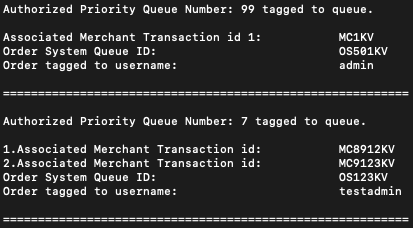 Authorized Priority Queue Number: 99 tagged to queue.
Associated Merchant Transaction id 1: MC1KV
Order System Queue ID: OS501KV
Order tagged to username: admin
==========================================================
Authorized Priority Queue Number: 7 tagged to queue.
1.Associated Merchant Transaction id: MC8912KV
2.Associated Merchant Transaction id: MC9123KV
Order System Queue ID: OS123KV
Order tagged to username: testadmin
==========================================================